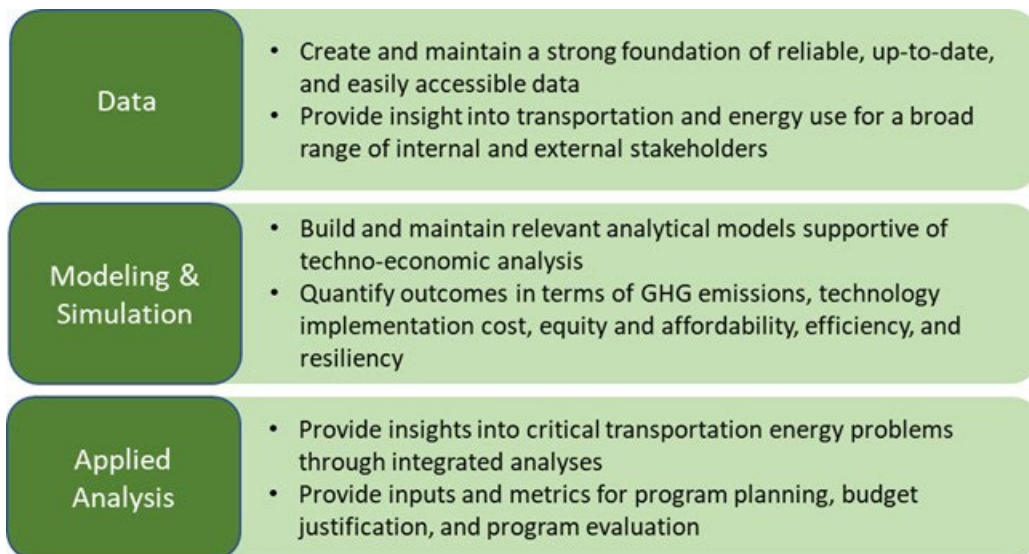 Data
• Create and maintain a strong foundation of reliable, up-to-date,
and easily accessible data
• Provide insight into transportation and energy use for a broad
range of internal and external stakeholders
Modeling &
Simulation
• Build and maintain relevant analytical models supportive of
techno-economic analysis
• Quantify outcomes in terms of GHG emissions, technology
implementation cost, equity and affordability, efficiency, and
resiliency
Applied
Analysis
• Provide insights into critical transportation energy problems
through integrated analyses
• Provide inputs and metrics for program planning, budget
justification, and program evaluation